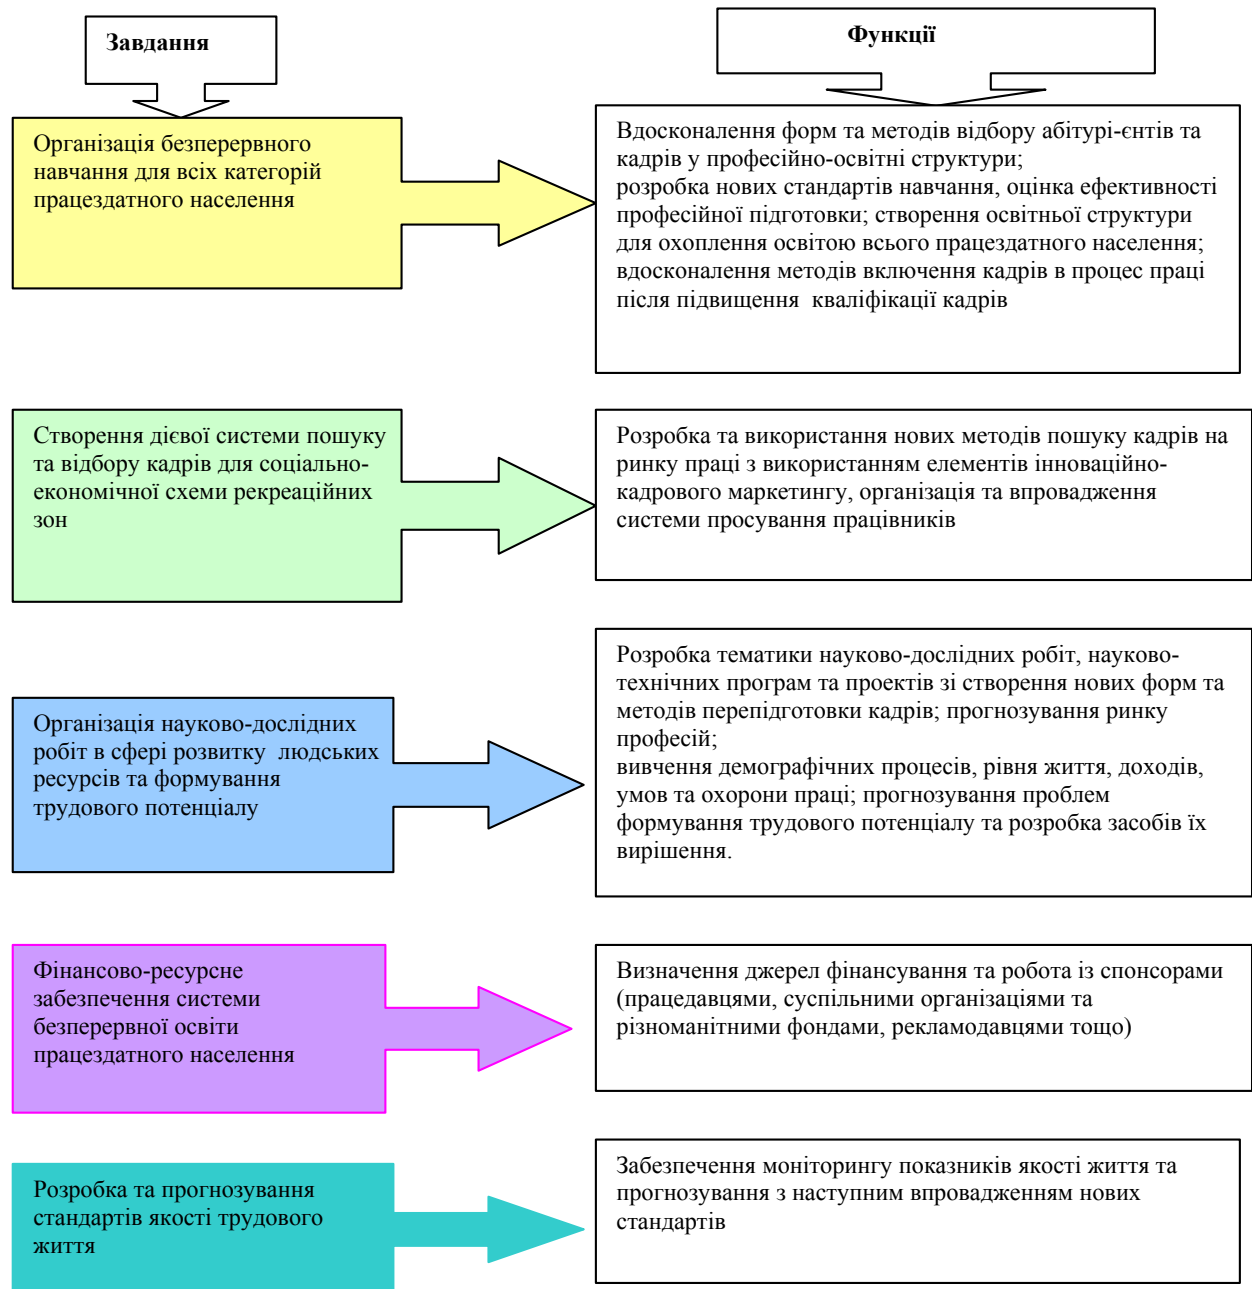 Завдання
Функції
Організація безперервного
навчання для всіх категорій
працездатного населення
Вдосконалення форм та методів відбору абітурі-єнтів та
кадрів у професійно-освітні структури;
розробка нових стандартів навчання, оцінка ефективності
професійної підготовки; створення освітньої структури
для охоплення освітою всього працездатного населення;
вдосконалення методів включення кадрів в процес праці
після підвищення  кваліфікації кадрів
Створення дієвої системи пошуку
та відбору кадрів для соціально-
економічної схеми рекреаційних
зон
Розробка та використання нових методів пошуку кадрів на
ринку праці з використанням елементів інноваційно-
кадрового маркетингу, організація та впровадження
системи просування працівників
Організація науково-дослідних
робіт в сфері розвитку  людських
ресурсів та формування
трудового потенціалу
Розробка тематики науково-дослідних робіт, науково-
технічних програм та проектів зі створення нових форм та
методів перепідготовки кадрів; прогнозування ринку
професій;
вивчення демографічних процесів, рівня життя, доходів,
умов та охорони праці; прогнозування проблем
формування трудового потенціалу та розробка засобів їх
вирішення.
Фінансово-ресурсне
забезпечення системи
безперервної освіти
працездатного населення
Визначення джерел фінансування та робота із спонсорами
(працедавцями, суспільними організаціями та
різноманітними фондами, рекламодавцями тощо)
Розробка та прогнозування
стандартів якості трудового
життя
Забезпечення моніторингу показників якості життя та
прогнозування з наступним впровадженням нових
стандартів